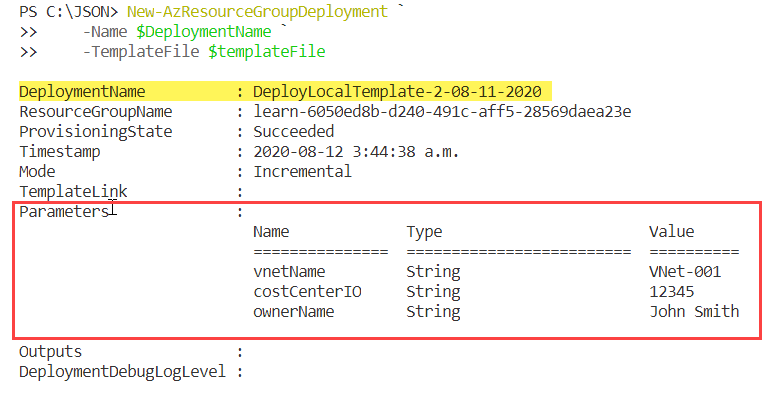 PS C:\JSON> New-AzResourceGroupDeployment `
>>     -Name $DeploymentName `
>>     -TemplateFile $templateFile
DeploymentName          : DeployLocalTemplate-2-08-11-2020
ResourceGroupName       : learn-6050ed8b-d240-491c-aff5-28569daea23e
ProvisioningState       : Succeeded
Timestamp               : 2020-08-12 3:44:38 a.m.
Mode                    : Incremental
TemplateLink            :
Parameters              :
                          Name             Type                       Value
                          ===============  =========================  ==========
                          vnetName         String                     VNet-001
                          costCenterIO     String                     12345
                          ownerName        String                     John Smith
Outputs                 :
DeploymentDebugLogLevel :